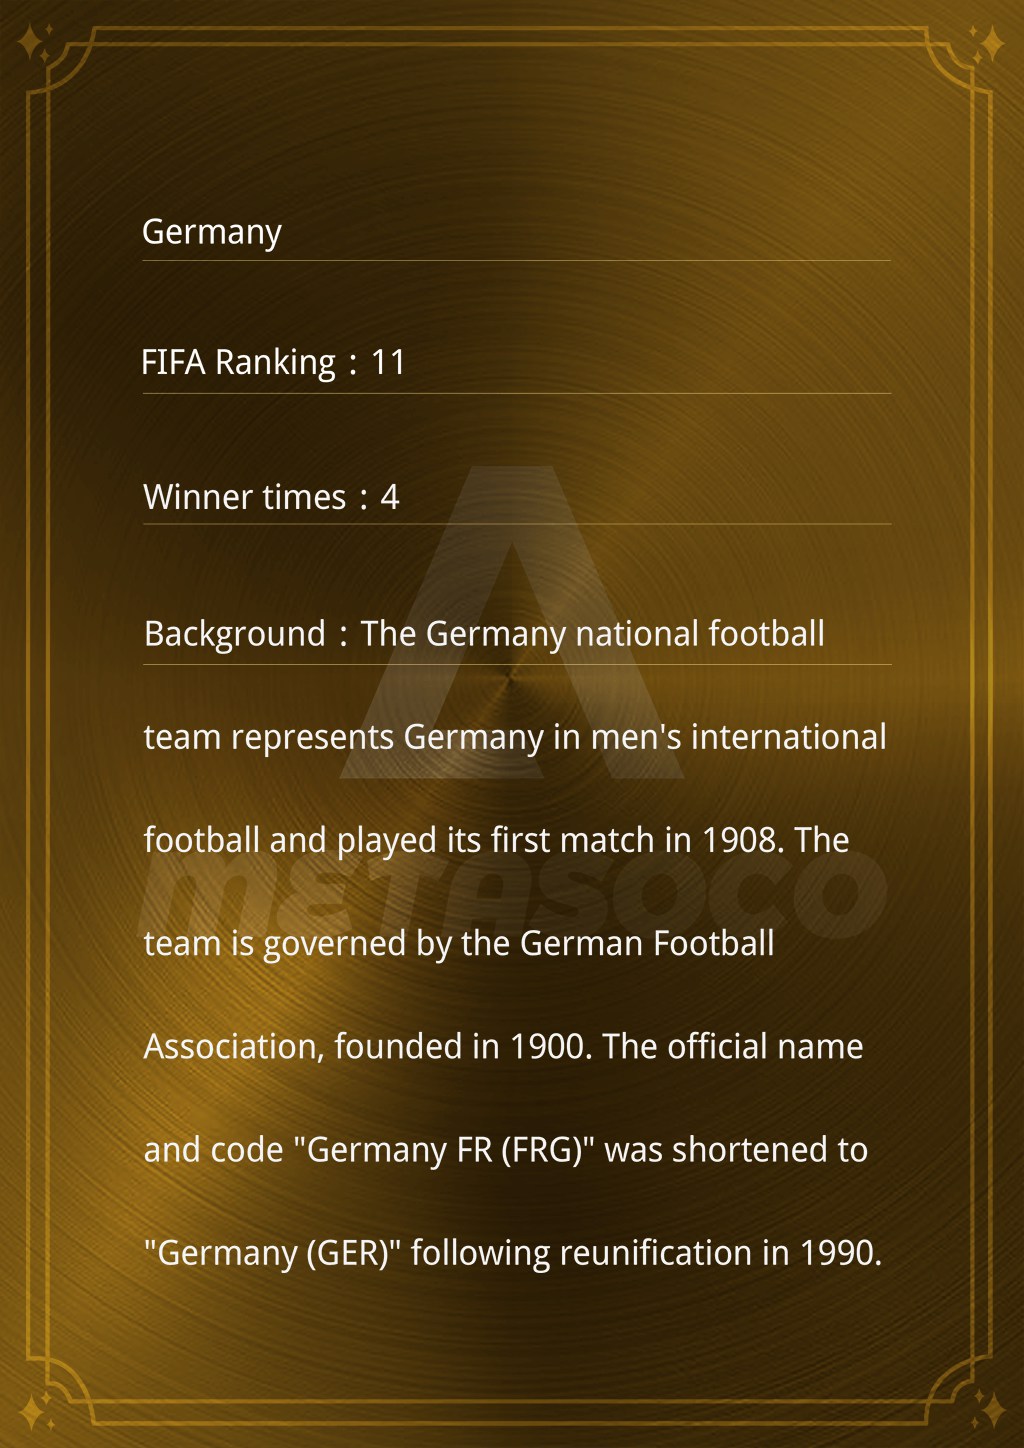 Germany
FIFA Ranking : 11
Winner times : 4
Background : The Germany national football
team represents Germany in men's international
football and played its first match in 1908. The
METASOCO
team is governed by the German Football
Association, founded in 1900. The official name
and code "Germany FR (FRG)" was shortened to
"Germany (GER)" following reunification in 1990.